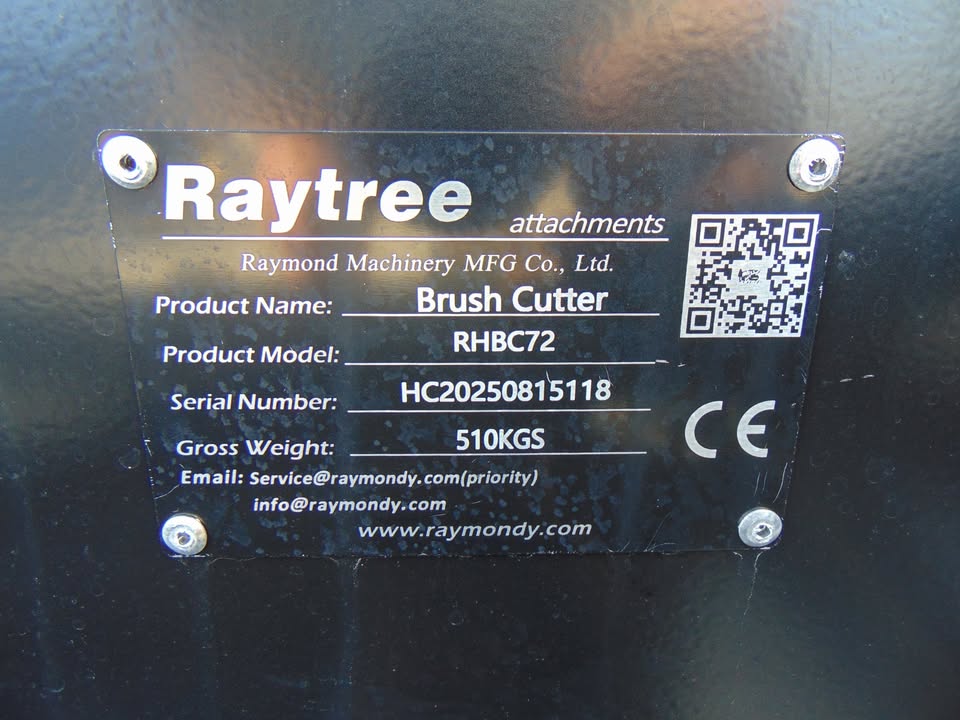 Raytree
attachments
Raymond Machinery MFG Co., Ltd.
Product Name: Brush Cutter
Product Model: RHBC72
Serial Number: HC20250815118
Gross Weight: 510KGS
CE
Email: Service@raymondy.com(priority)
info@raymondy.com
www.raymondy.com